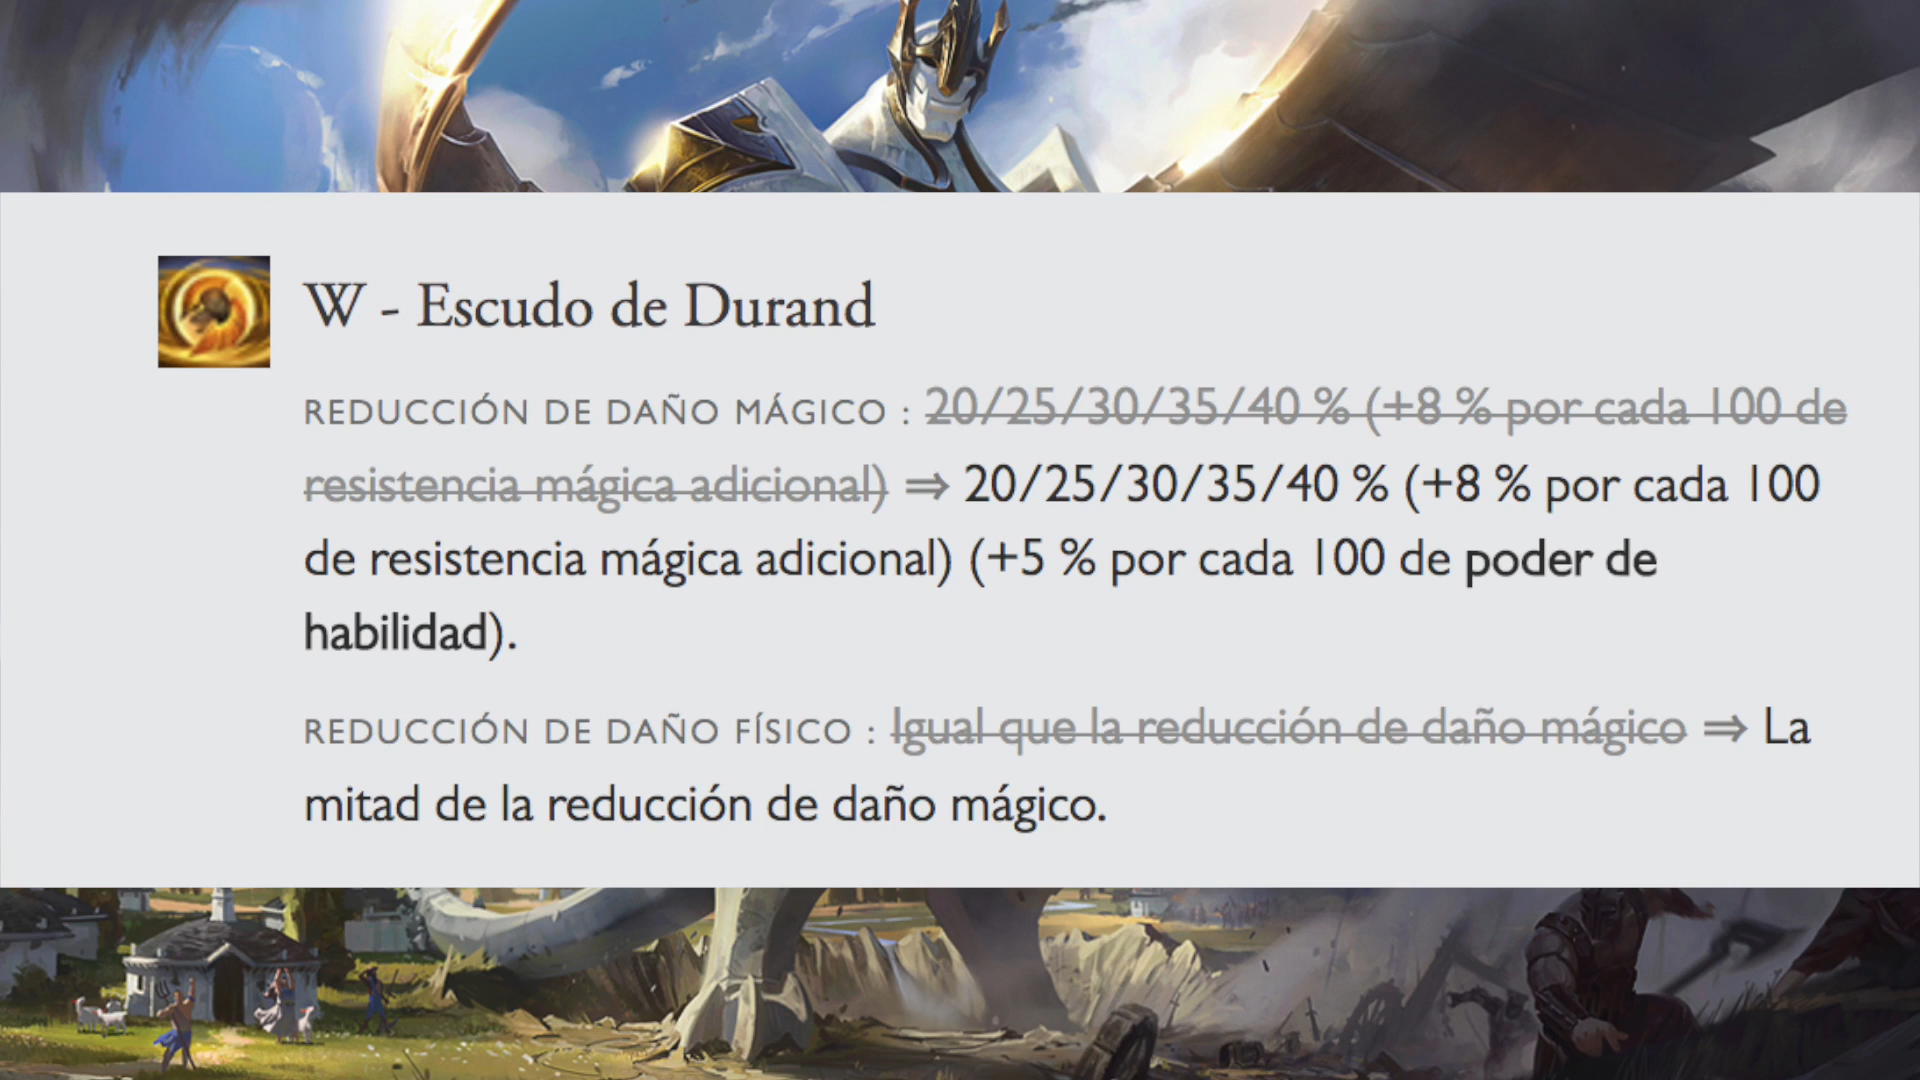 W - Escudo de Durand
REDUCCIÓN DE DAÑO MÁGICO : 20/25/30/35/40 % (+8 % por cada 100 de
resistencia mágica adicional) ⇒ 20/25/30/35/40 % (+8 % por cada 100
de resistencia mágica adicional) (+5 % por cada 100 de poder de
habilidad).
REDUCCIÓN DE DAÑO FÍSICO : Igual que la reducción de daño mágico ⇒ La
mitad de la reducción de daño mágico.